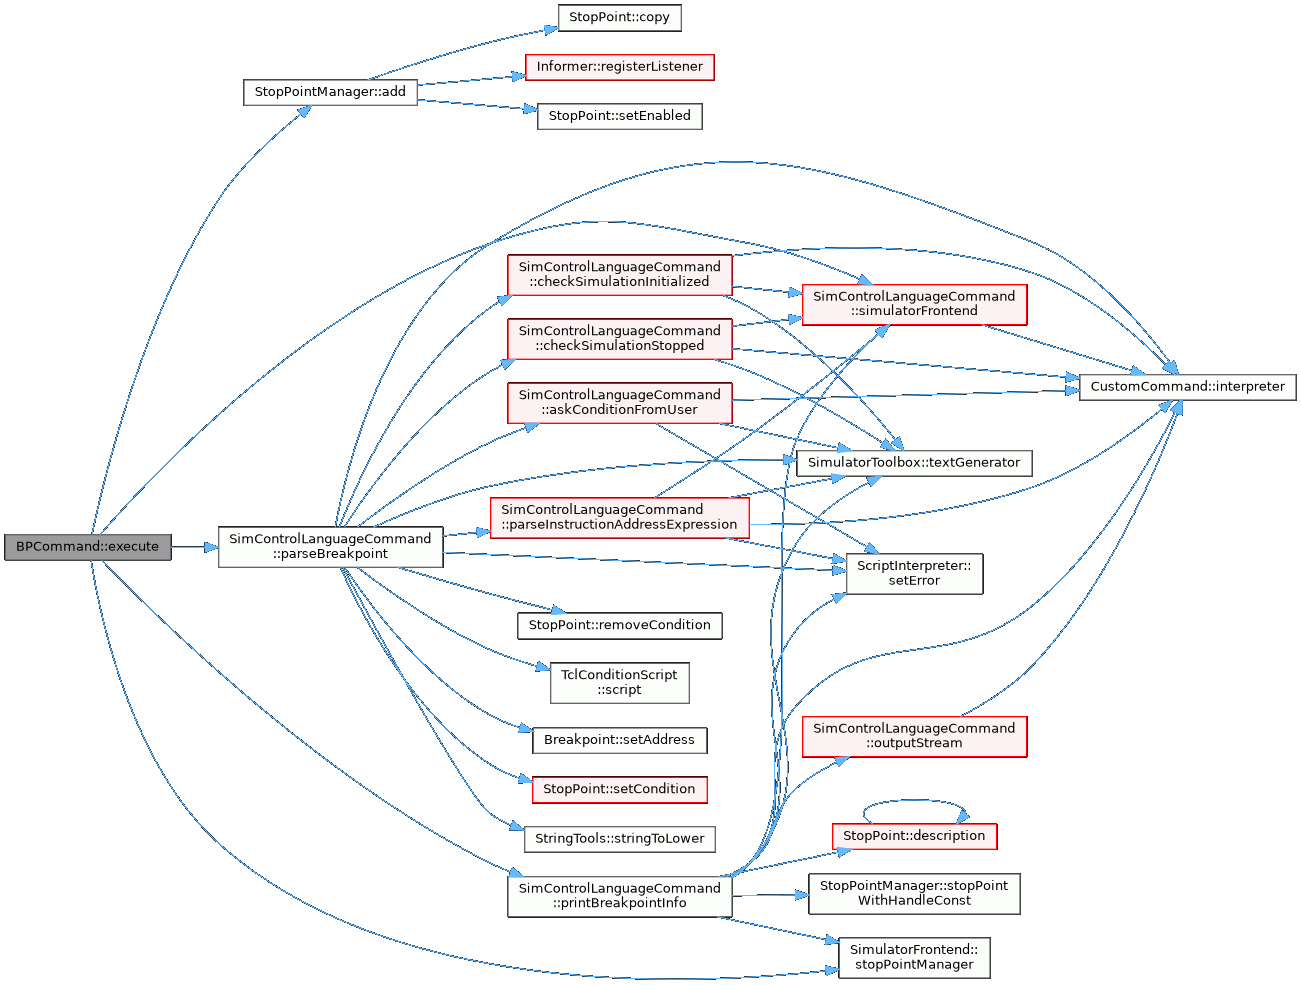 StopPoint::copy
Informer::registerListener
StopPointManager::add
StopPoint::setEnabled
SimControlLanguageCommand
::checkSimulationInitialized
SimControlLanguageCommand
::simulatorFrontend
SimControlLanguageCommand
::checkSimulationStopped
CustomCommand::interpreter
SimControlLanguageCommand
::askConditionFromUser
SimulatorToolbox::textGenerator
SimControlLanguageCommand
::parseInstructionAddressExpression
BPCommand::execute
SimControlLanguageCommand
::parseBreakpoint
ScriptInterpreter::
setError
StopPoint::removeCondition
TclConditionScript
::script
Breakpoint::setAddress
SimControlLanguageCommand
::outputStream
StopPoint::setCondition
StringTools::stringToLower
StopPoint::description
SimControlLanguageCommand
::printBreakpointInfo
StopPointManager::stopPoint
WithHandleConst
SimulatorFrontend::
stopPointManager